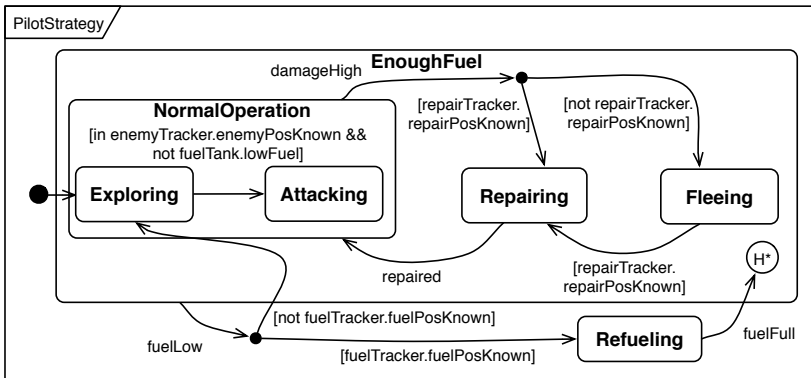 PilotStrategy
EnoughFuel
damageHigh
NormalOperation
[in enemyTracker.enemyPosKnown &&
not fuelTank.lowFuel]
[repairTracker.
repairPosKnown]
[not repairTracker.
repairPosKnown]
Exploring
Attacking
Repairing
Fleeing
repaired
[repairTracker.
repairPosKnown]
H*
[not fuelTracker.fuelPosKnown]
fuelLow
[fuelTracker.fuelPosKnown]
Refueling
fuelFull